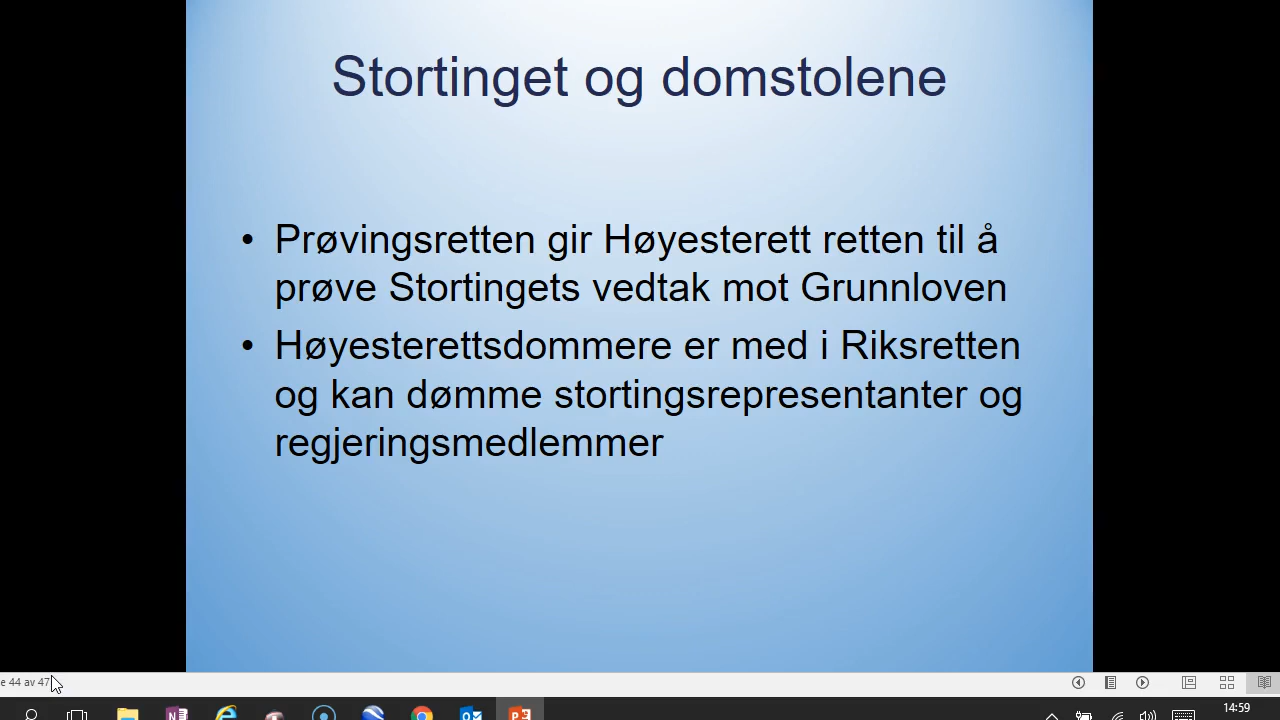 Stortinget og domstolene
• Prøvingsretten gir Høyesterett retten til å
prøve Stortingets vedtak mot Grunnloven
• Høyesterettsdommere er med i Riksretten
og kan dømme stortingsrepresentanter og
regjeringsmedlemmer
e 44 av 47
14:59